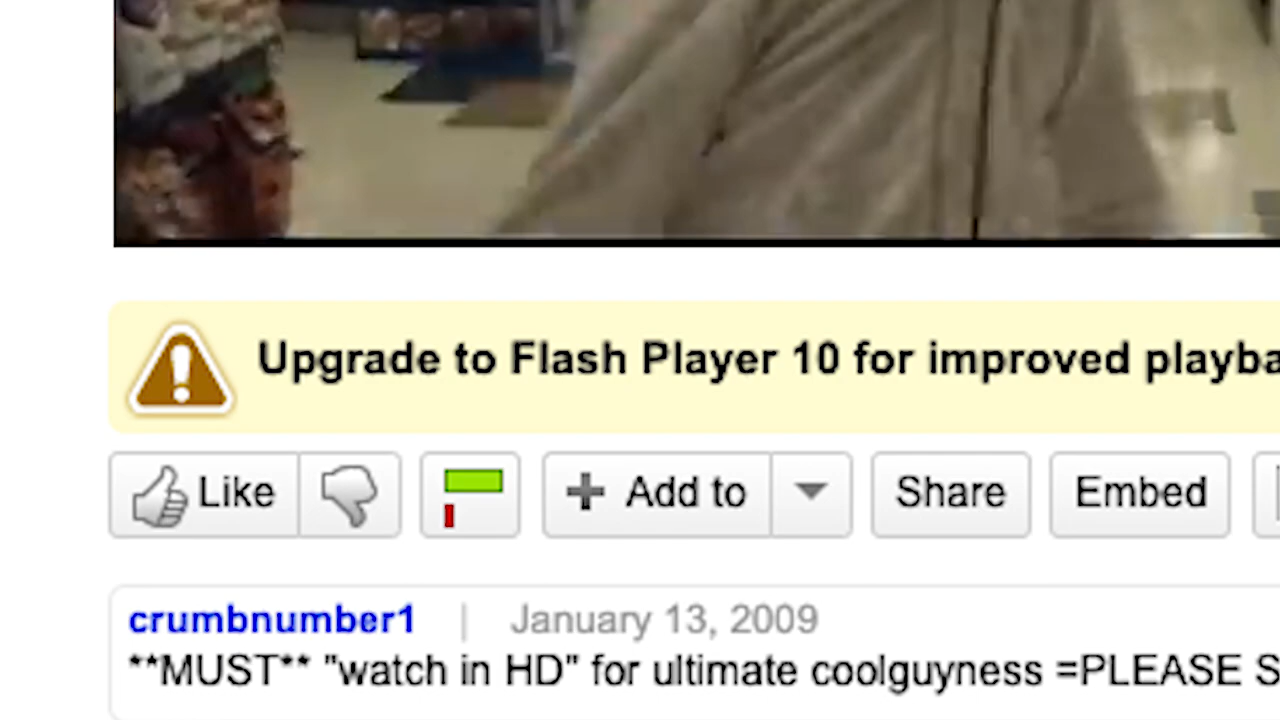 Upgrade to Flash Player 10 for improved playba
Like Add to Share Embed
crumbnumber1 | January 13, 2009
**MUST** "watch in HD" for ultimate coolguyness =PLEASE S